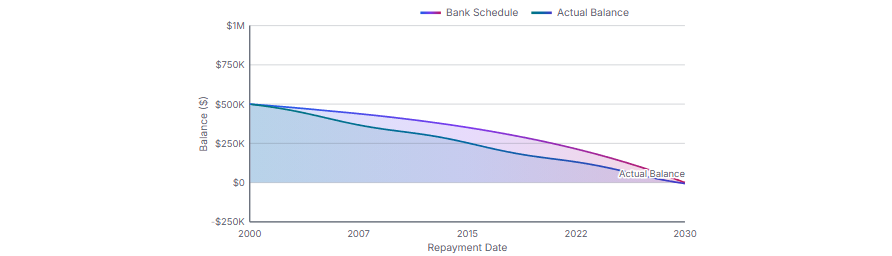 Bank Schedule Actual Balance
$1M
$750K
$500K
$250K
$0
-$250K
Balance ($)
Actual Balance
2000 2007 2015 2022 2030
Repayment Date